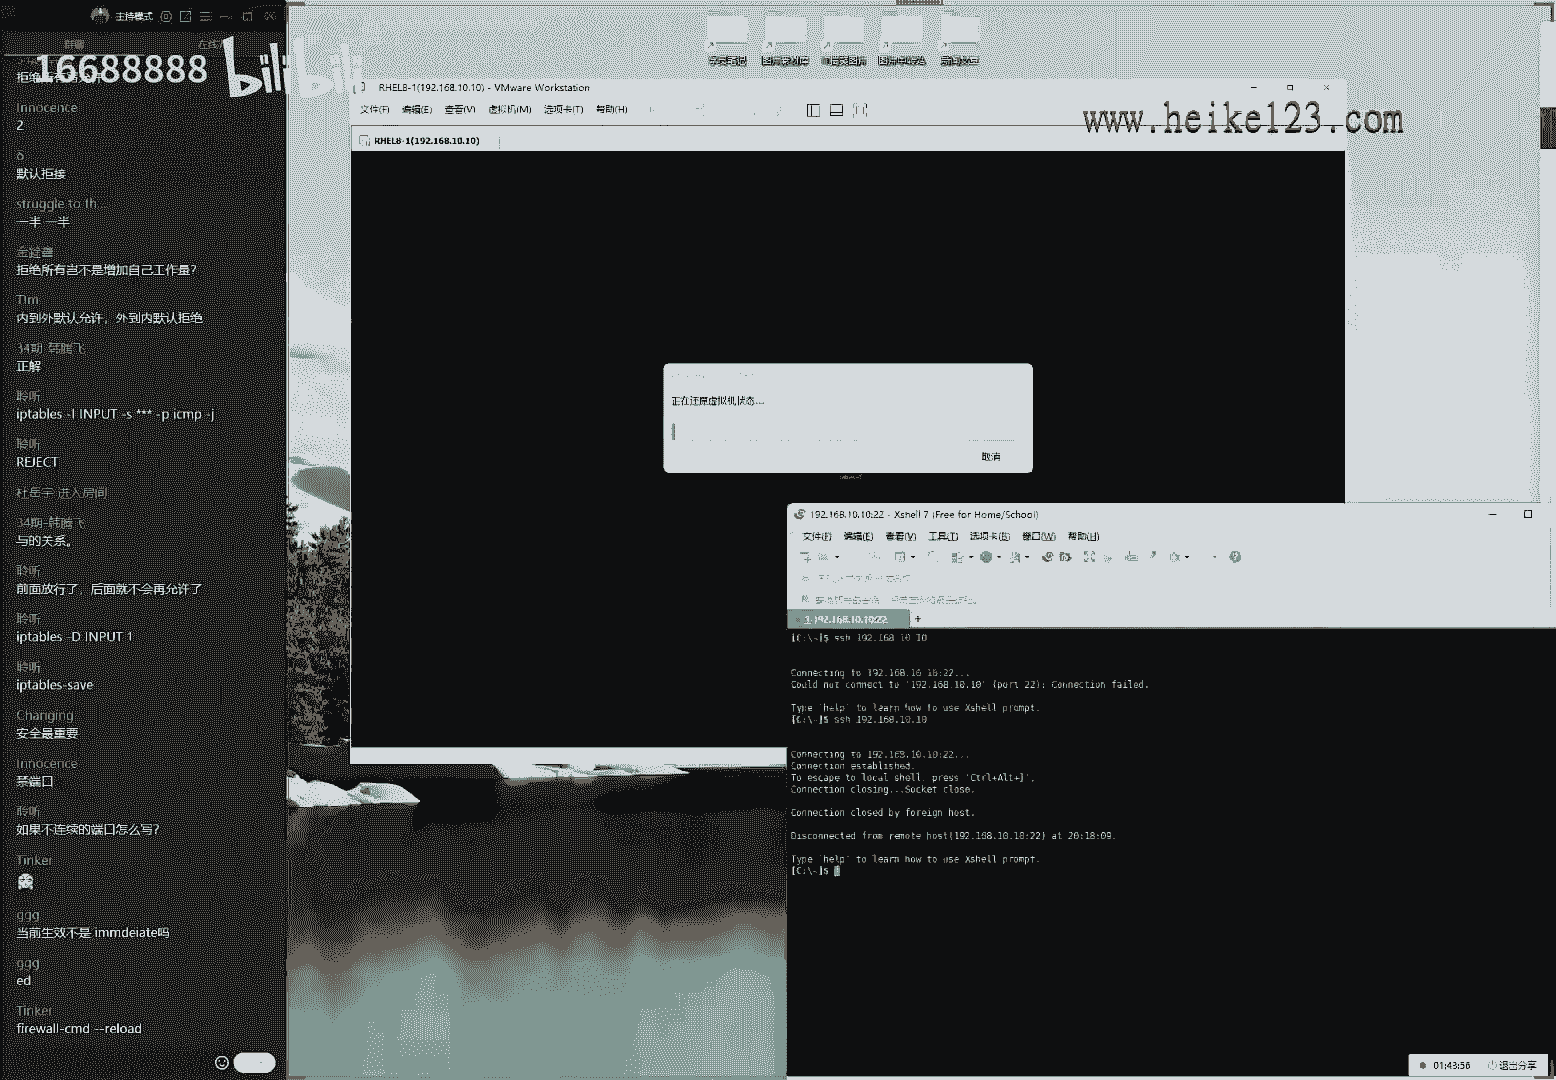 主持模式
16688888
bilibili
Innocence
2
默认拒接
struggle to th...
一半 一半
拒绝所有岂不是增加自己工作量？
Tim
内到外默认允许，外到内默认拒绝
34期-韩腾飞
正解
聆听
iptables -I INPUT -s *** -p icmp -j
聆听
REJECT
杜岳宇 进入房间
34期-韩腾飞
与的关系。
聆听
前面放行了，后面就不会再允许了
聆听
iptables -D INPUT 1
聆听
iptables-save
Changing
安全最重要
Innocence
禁端口
聆听
如果不连续的端口怎么写？
Tinker
ggg
当前生效不是 immdeiate吗
ggg
ed
Tinker
firewall-cmd --reload
RHEL8-1(192.168.10.10) - VMware Workstation
文件(F) 编辑(E) 查看(V) 虚拟机(M) 选项卡(T) 帮助(H)
www.heike123.com
RHEL8-1(192.168.10.10)
正在还原虚拟机状态...
取消
192.168.10.10:22 - Xshell 7 (Free for Home/School)
文件(F) 编辑(E) 查看(V) 工具(T) 选项卡(B) 窗口(W) 帮助(H)
1 192.168.10.10:22 +
[C:\~]$ ssh 192.168.10.10
Connecting to 192.168.10.10:22...
Could not connect to '192.168.10.10' (port 22): Connection failed.
Type `help' to learn how to use Xshell prompt.
[C:\~]$ ssh 192.168.10.10
Connecting to 192.168.10.10:22...
Connection established.
To escape to local shell, press 'Ctrl+Alt+]'.
Connection closing...Socket close.
Connection closed by foreign host.
Disconnected from remote host(192.168.10.10:22) at 20:18:09.
Type `help' to learn how to use Xshell prompt.
[C:\~]$
01:43:56 退出分享